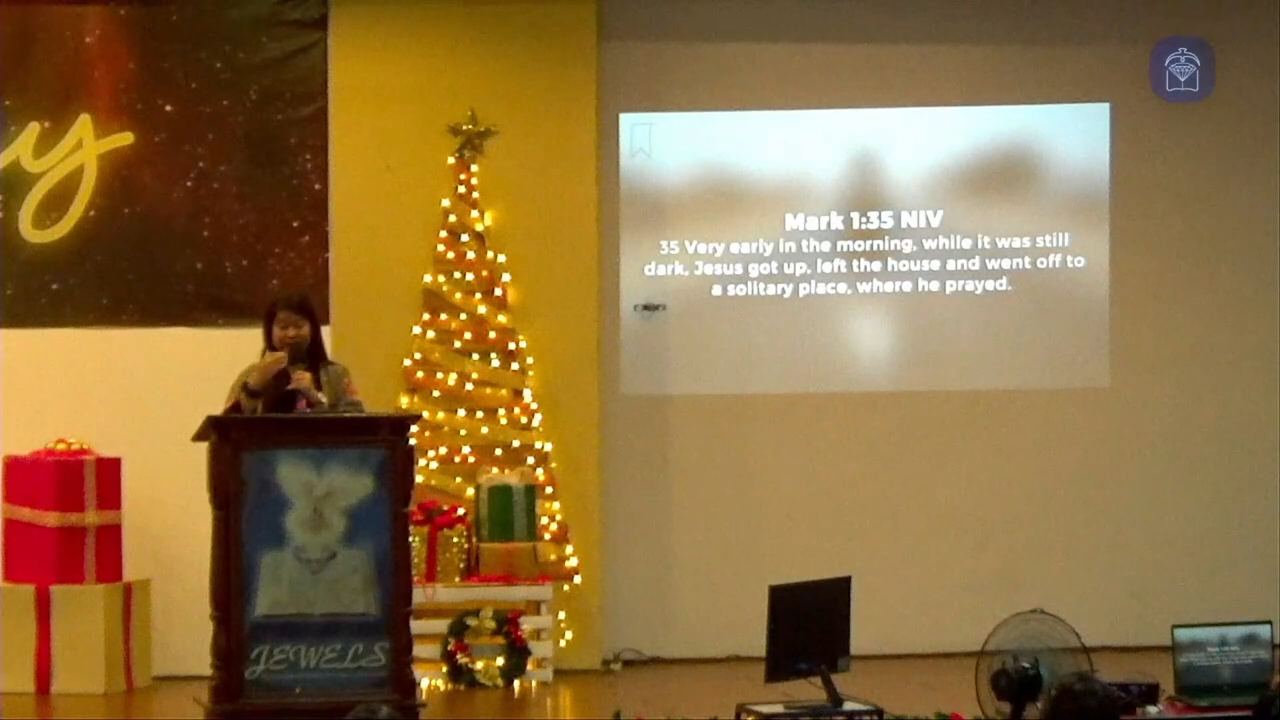 y
Mark 1:35 NIV
35 Very early in the morning, while it was still
dark, Jesus got up, left the house and went off to
a solitary place, where he prayed.
JEWELS